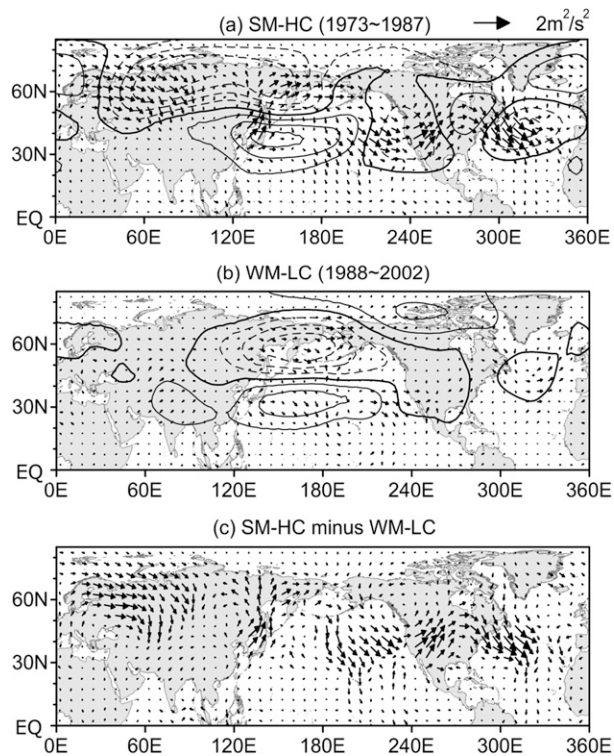 (a) SM-HC (1973~1987) 2m²/s²
60N
30N
EQ
0E 60E 120E 180E 240E 300E 360E
(b) WM-LC (1988~2002)
60N
30N
EQ
0E 60E 120E 180E 240E 300E 360E
(c) SM-HC minus WM-LC
60N
30N
EQ
0E 60E 120E 180E 240E 300E 360E